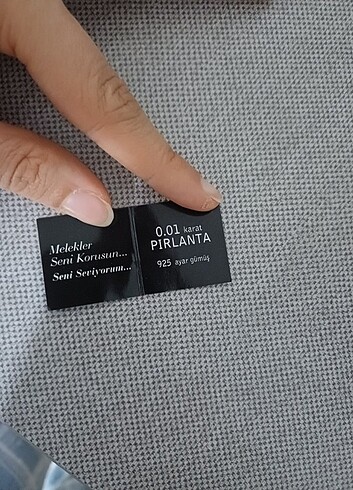 Melekler
Seni Korusun...
Seni Seviyorum...
0.01 karat
PIRLANTA
925 ayar gümüş